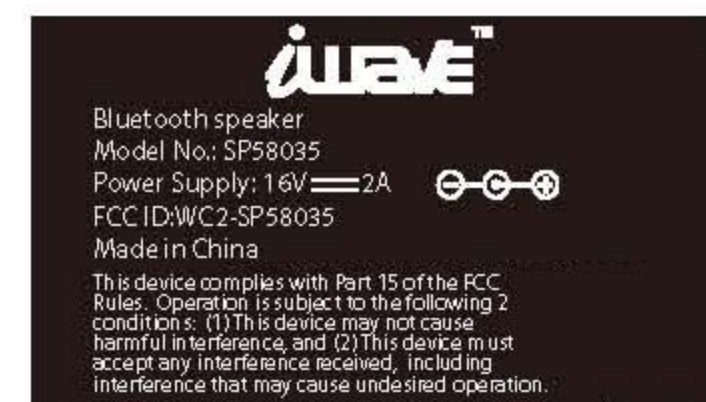 iwave™
Bluetooth speaker
Model No.: SP58035
Power Supply: 16V⎓2A
FCC ID:WC2-SP58035
Made in China
This device complies with Part 15 of the FCC
Rules. Operation is subject to the following 2
conditions: (1)This device may not cause
harmful interference, and (2)This device must
accept any interference received, including
interference that may cause undesired operation.